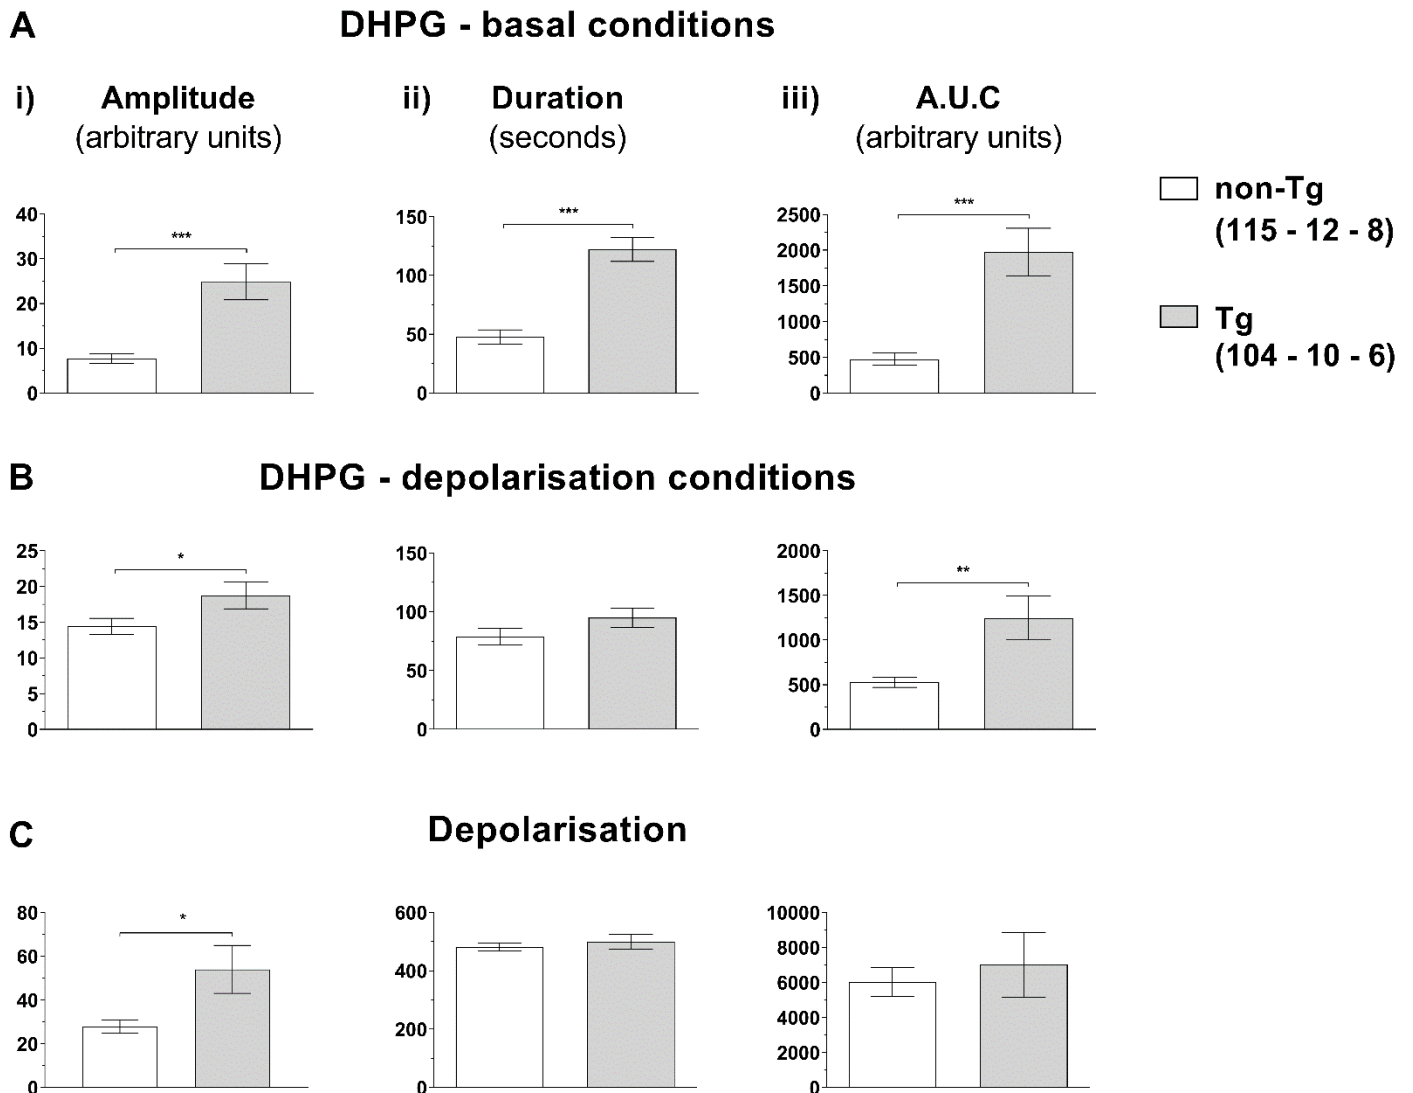 A
DHPG - basal conditions
i)
Amplitude
(arbitrary units)
ii)
Duration
(seconds)
iii)
A.U.C
(arbitrary units)
40
30
20
10
0
***
150
100
50
0
***
2500
2000
1500
1000
500
0
***
non-Tg
(115 - 12 - 8)
Tg
(104 - 10 - 6)
B
DHPG - depolarisation conditions
25
20
15
10
5
0
*
150
100
50
0
2000
1500
1000
500
0
**
C
Depolarisation
80
60
40
20
0
*
600
400
200
0
10000
8000
6000
4000
2000
0